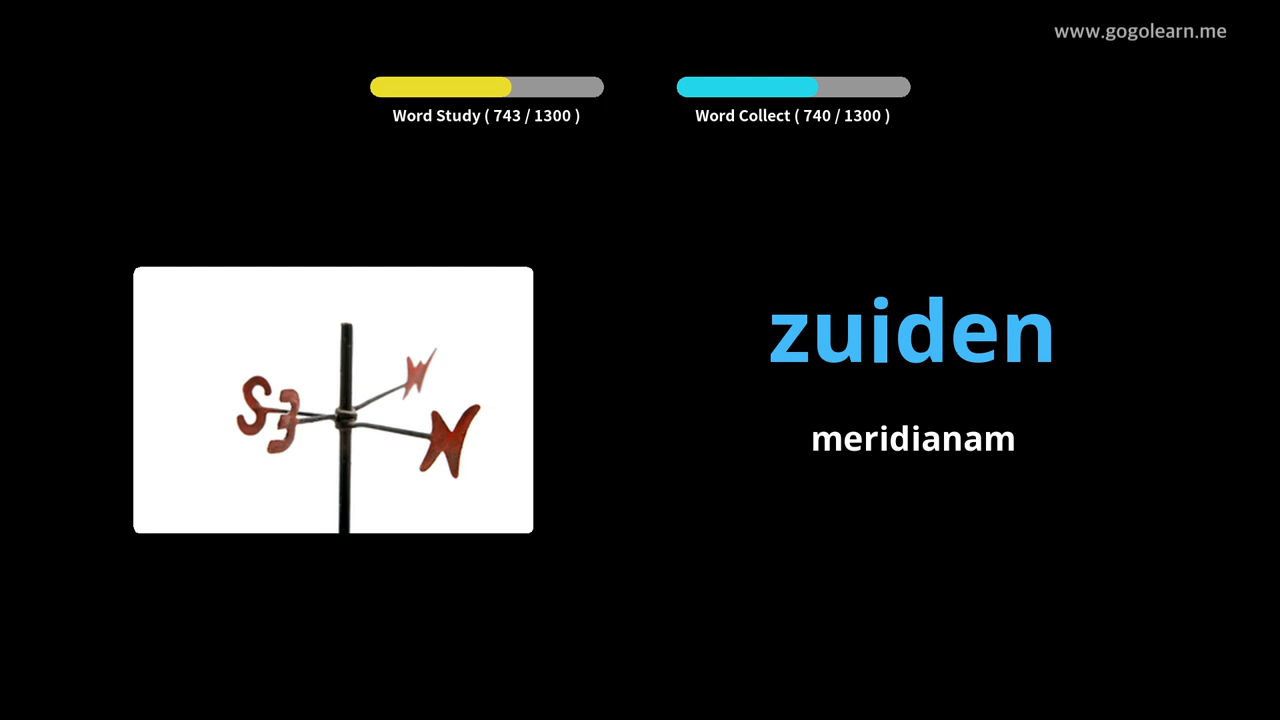 www.gogolearn.me
Word Study ( 743 / 1300 )
Word Collect ( 740 / 1300 )
S E N N
zuiden
meridianam